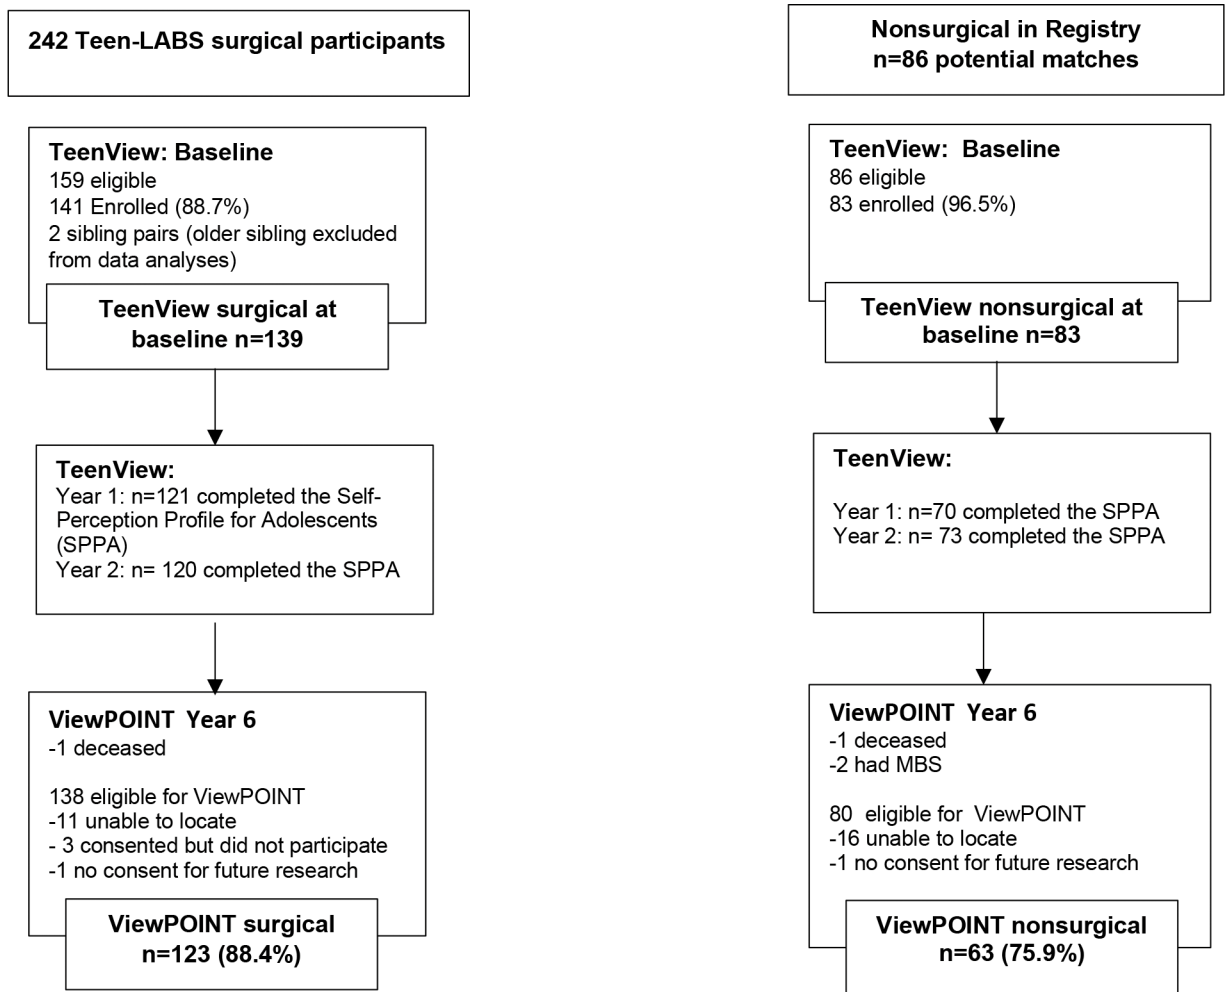 242 Teen-LABS surgical participants
TeenView: Baseline
159 eligible
141 Enrolled (88.7%)
2 sibling pairs (older sibling excluded
from data analyses)
TeenView surgical at
baseline n=139
TeenView:
Year 1: n=121 completed the Self-
Perception Profile for Adolescents
(SPPA)
Year 2: n= 120 completed the SPPA
ViewPOINT Year 6
-1 deceased
138 eligible for ViewPOINT
-11 unable to locate
- 3 consented but did not participate
-1 no consent for future research
ViewPOINT surgical
n=123 (88.4%)
Nonsurgical in Registry
n=86 potential matches
TeenView: Baseline
86 eligible
83 enrolled (96.5%)
TeenView nonsurgical at
baseline n=83
TeenView:
Year 1: n=70 completed the SPPA
Year 2: n= 73 completed the SPPA
ViewPOINT Year 6
-1 deceased
-2 had MBS
80 eligible for ViewPOINT
-16 unable to locate
-1 no consent for future research
ViewPOINT nonsurgical
n=63 (75.9%)